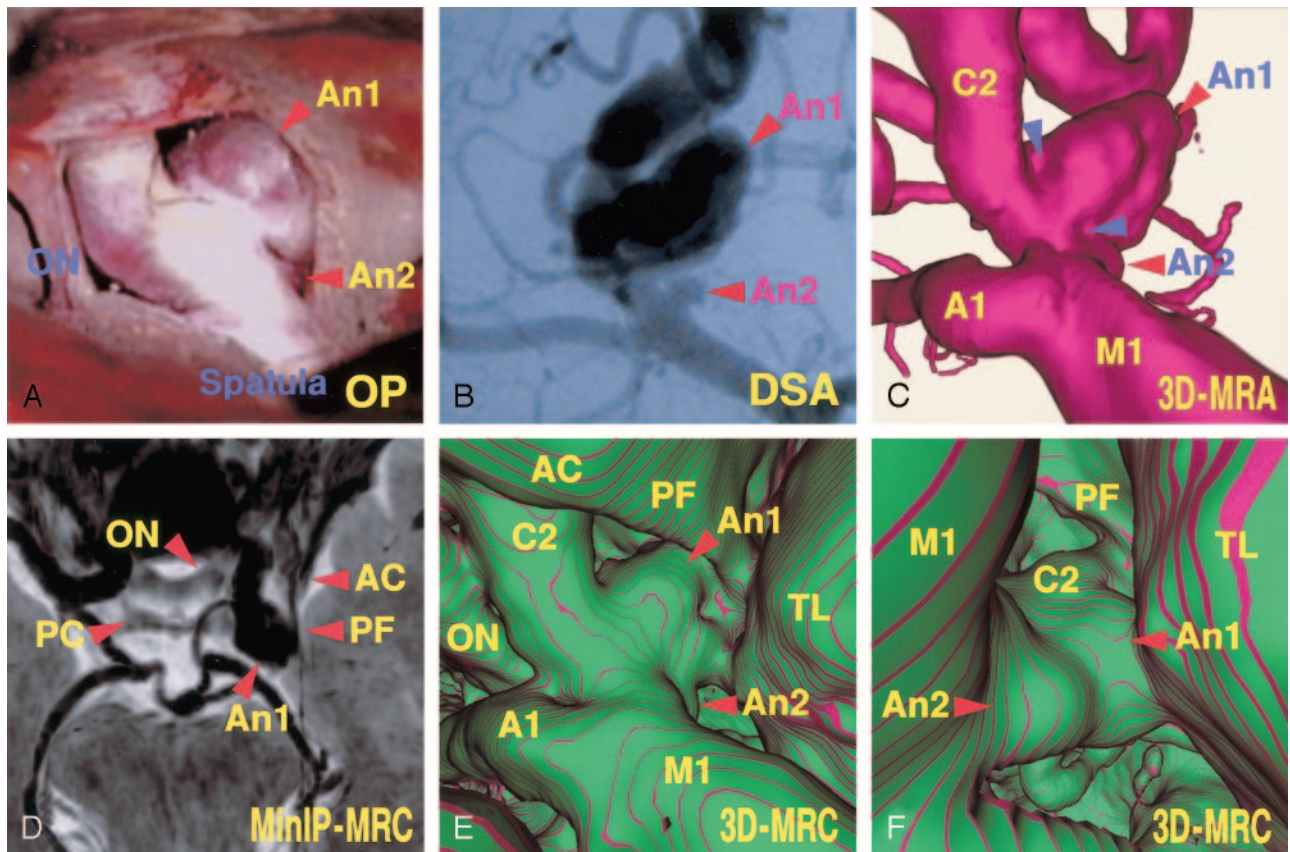 An1
An2
ON
Spatula
A
OP
An1
An2
B
DSA
C2
An1
An2
A1
M1
C
3D-MRA
ON
AC
PC
PF
An1
D
MinIP-MRC
AC
PF
C2
An1
ON
TL
An2
A1
M1
E
3D-MRC
PF
M1
TL
C2
An1
An2
F
3D-MRC